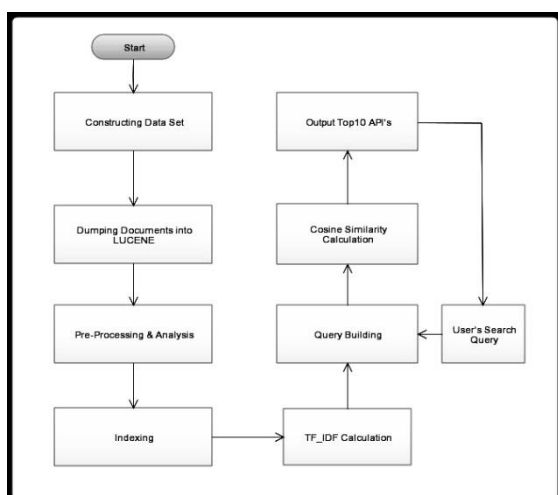 Start
Constructing Data Set
Dumping Documents into
LUCENE
Pre-Processing & Analysis
Indexing
TF_IDF Calculation
Query Building
Cosine Similarity
Calculation
Output Top10 API's
User's Search
Query